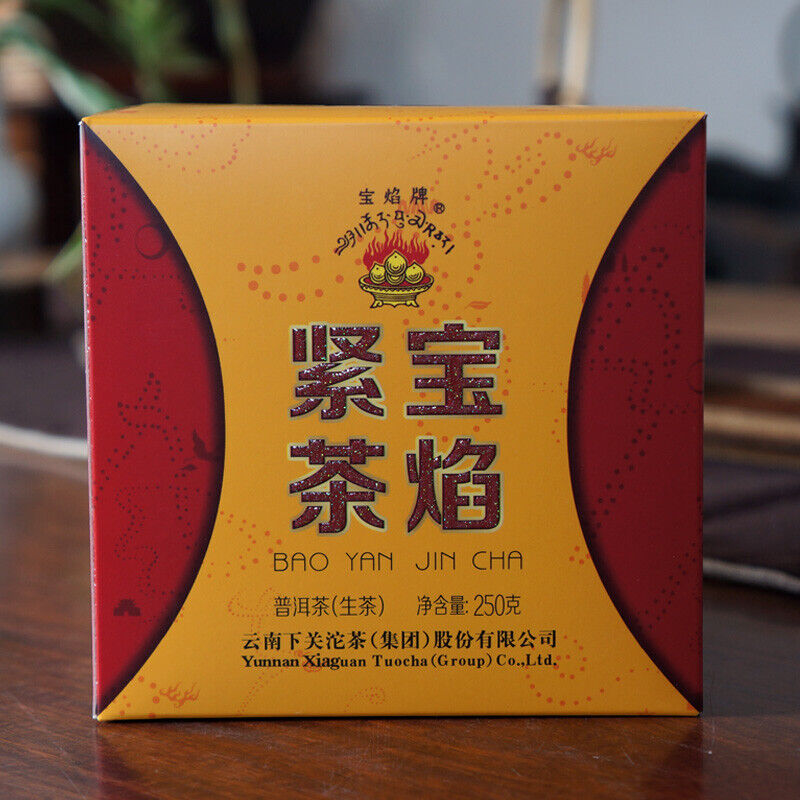 宝焰牌®
宝焰
紧茶
BAO YAN JIN CHA
普洱茶(生茶) 净含量:250克
云南下关沱茶(集团)股份有限公司
Yunnan Xiaguan Tuocha(Group)Co.,Ltd.